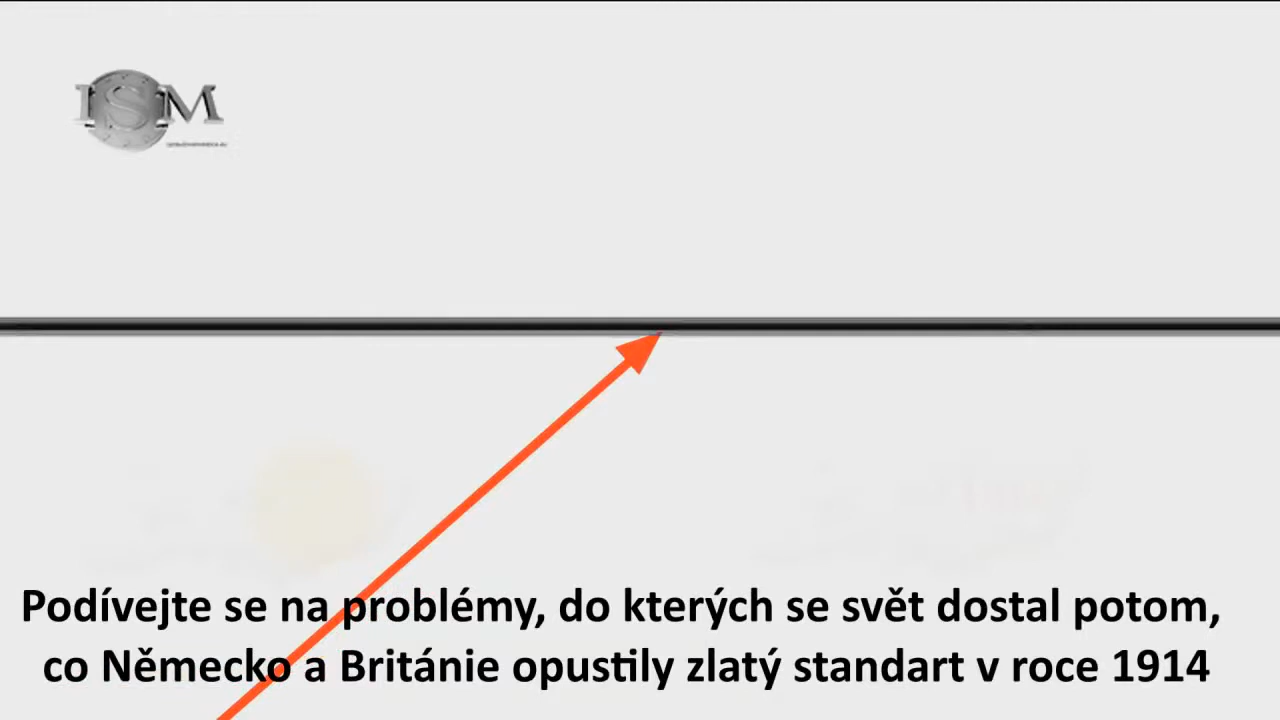 ISM
Podívejte se na problémy, do kterých se svět dostal potom,
co Německo a Británie opustily zlatý standart v roce 1914